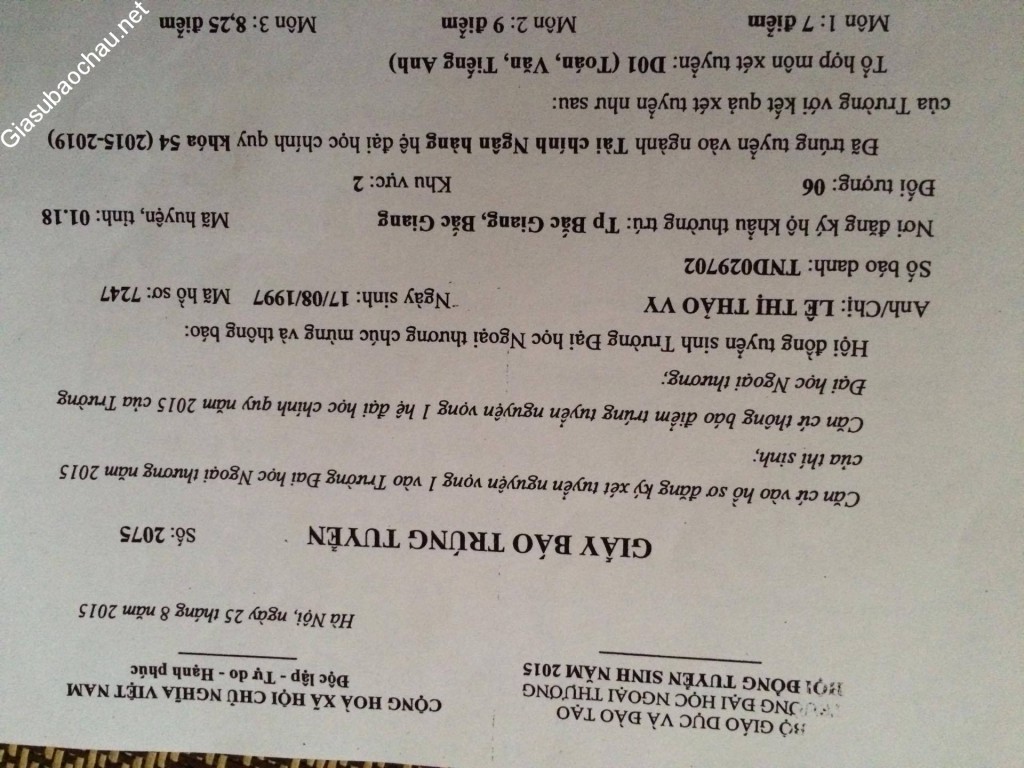 BỘ GIÁO DỤC VÀ ĐÀO TẠO
TRƯỜNG ĐẠI HỌC NGOẠI THƯƠNG
HỘI ĐỒNG TUYỂN SINH NĂM 2015
CỘNG HOÀ XÃ HỘI CHỦ NGHĨA VIỆT NAM
Độc lập - Tự do - Hạnh phúc
Hà Nội, ngày 25 tháng 8 năm 2015
GIẤY BÁO TRÚNG TUYỂN
Số: 2075
Căn cứ vào hồ sơ đăng ký xét tuyển nguyện vọng 1 vào Trường Đại học Ngoại thương năm 2015
của thí sinh;
Căn cứ thông báo điểm trúng tuyển nguyện vọng 1 hệ đại học chính quy năm 2015 của Trường
Đại học Ngoại thương;
Hội đồng tuyển sinh Trường Đại học Ngoại thương chúc mừng và thông báo:
Anh/Chị: LÊ THỊ THẢO VY Ngày sinh: 17/08/1997 Mã hồ sơ: 7247
Số báo danh: TND029702
Nơi đăng ký hộ khẩu thường trú: Tp Bắc Giang, Bắc Giang Mã huyện, tỉnh: 01.18
Đối tượng: 06 Khu vực: 2
Đã trúng tuyển vào ngành Tài chính Ngân hàng hệ đại học chính quy khóa 54 (2015-2019)
của Trường với kết quả xét tuyển như sau:
Tổ hợp môn xét tuyển: D01 (Toán, Văn, Tiếng Anh)
Môn 1: 7 điểm Môn 2: 9 điểm Môn 3: 8,25 điểm
Giasubaochau.net